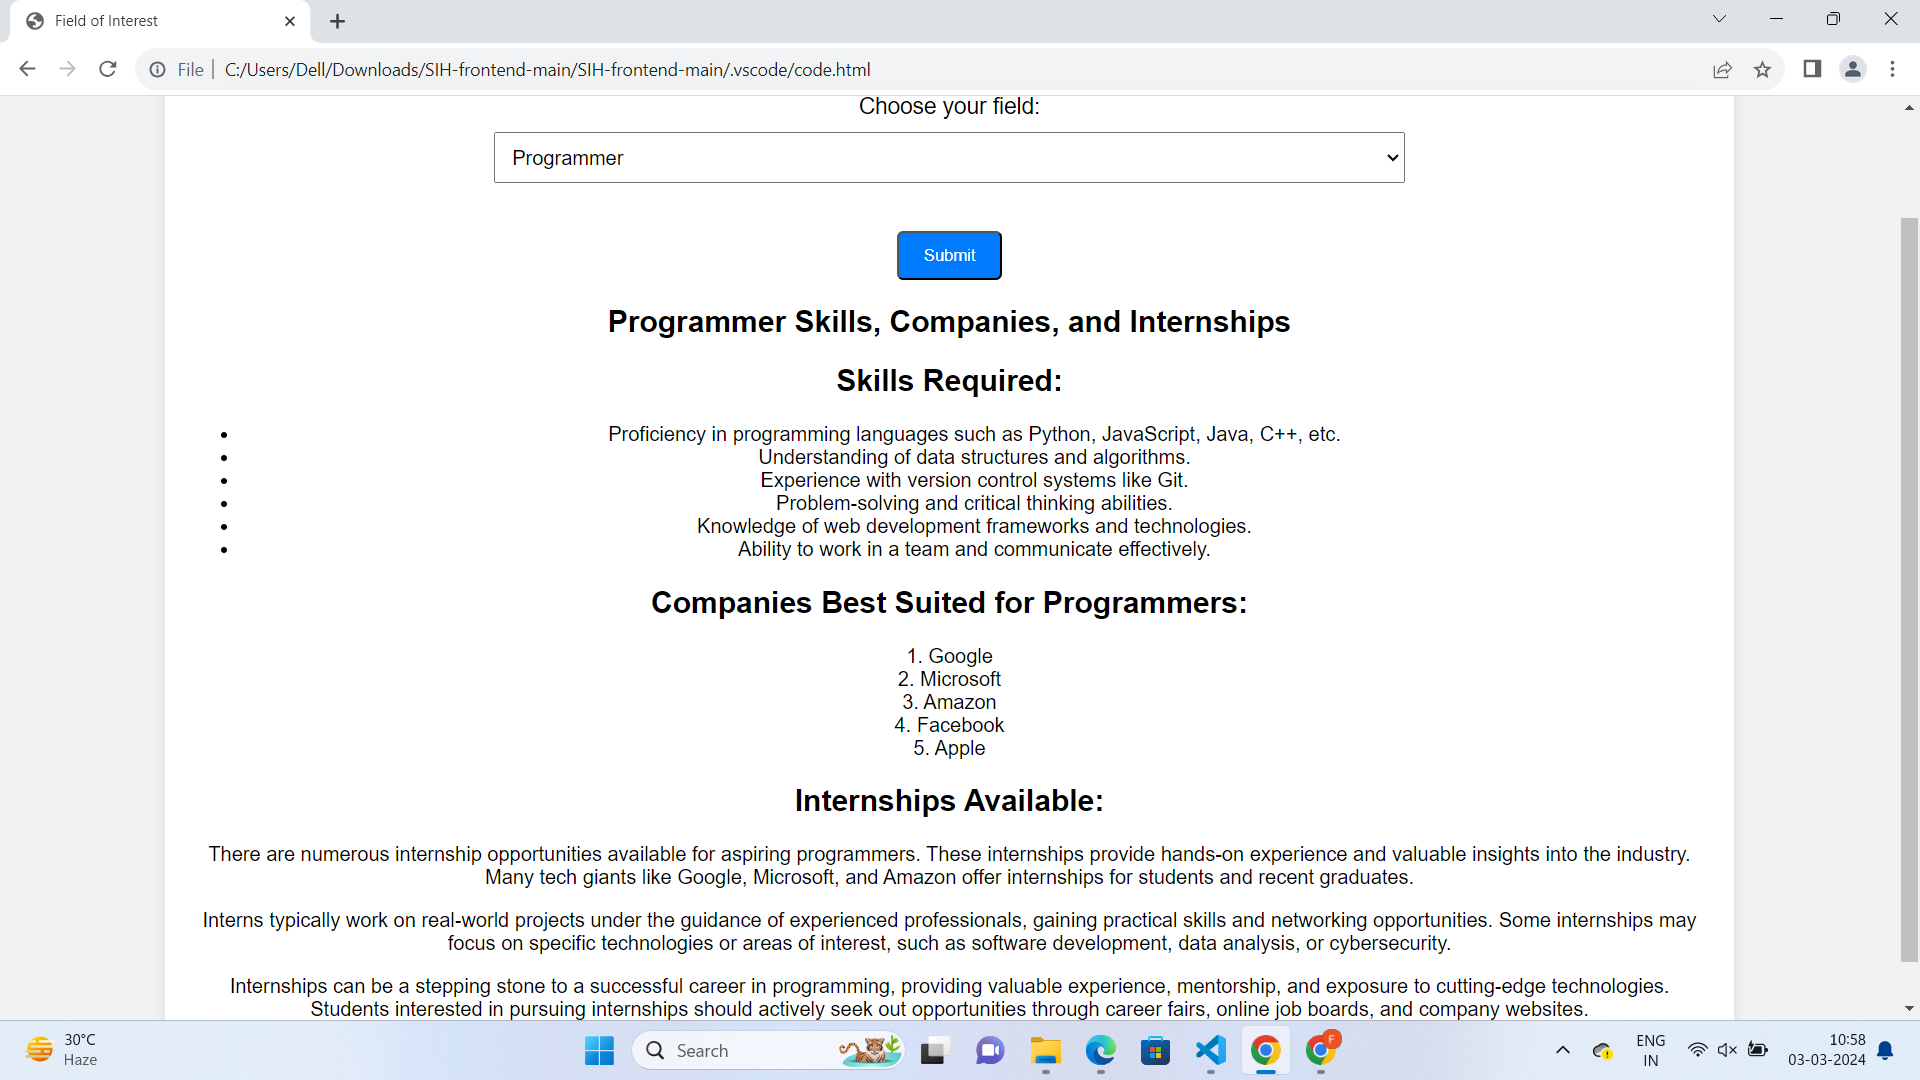 Field of Interest
File
C:/Users/Dell/Downloads/SIH-frontend-main/SIH-frontend-main/.vscode/code.html
Choose your field:
Programmer
Submit
Programmer Skills, Companies, and Internships
Skills Required:
• Proficiency in programming languages such as Python, JavaScript, Java, C++, etc.
• Understanding of data structures and algorithms.
• Experience with version control systems like Git.
• Problem-solving and critical thinking abilities.
• Knowledge of web development frameworks and technologies.
• Ability to work in a team and communicate effectively.
Companies Best Suited for Programmers:
1. Google
2. Microsoft
3. Amazon
4. Facebook
5. Apple
Internships Available:
There are numerous internship opportunities available for aspiring programmers. These internships provide hands-on experience and valuable insights into the industry.
Many tech giants like Google, Microsoft, and Amazon offer internships for students and recent graduates.
Interns typically work on real-world projects under the guidance of experienced professionals, gaining practical skills and networking opportunities. Some internships may
focus on specific technologies or areas of interest, such as software development, data analysis, or cybersecurity.
Internships can be a stepping stone to a successful career in programming, providing valuable experience, mentorship, and exposure to cutting-edge technologies.
Students interested in pursuing internships should actively seek out opportunities through career fairs, online job boards, and company websites.
30°C
Haze
Search
F
ENG
IN
10:58
03-03-2024